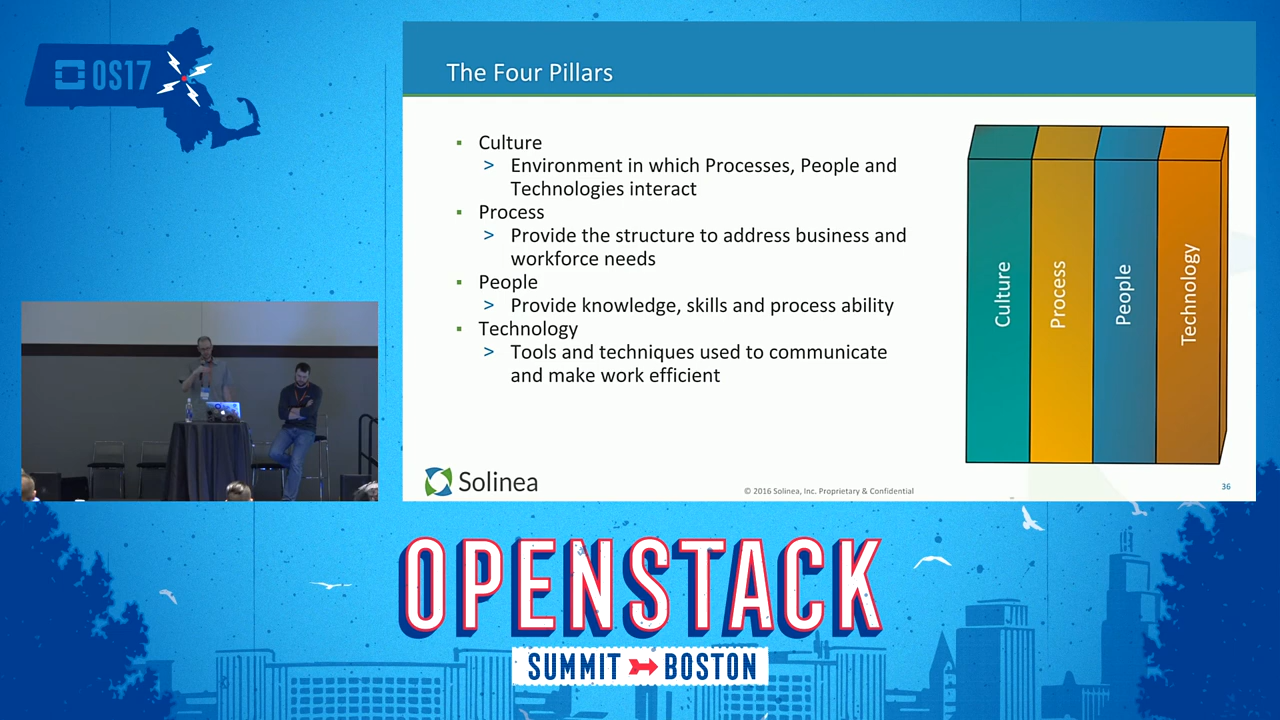 OS17
The Four Pillars
▪ Culture
> Environment in which Processes, People and
Technologies interact
▪ Process
> Provide the structure to address business and
workforce needs
▪ People
> Provide knowledge, skills and process ability
▪ Technology
> Tools and techniques used to communicate
and make work efficient
Culture
Process
People
Technology
Solinea
© 2016 Solinea, Inc. Proprietary & Confidential
36
OPENSTACK
SUMMIT BOSTON